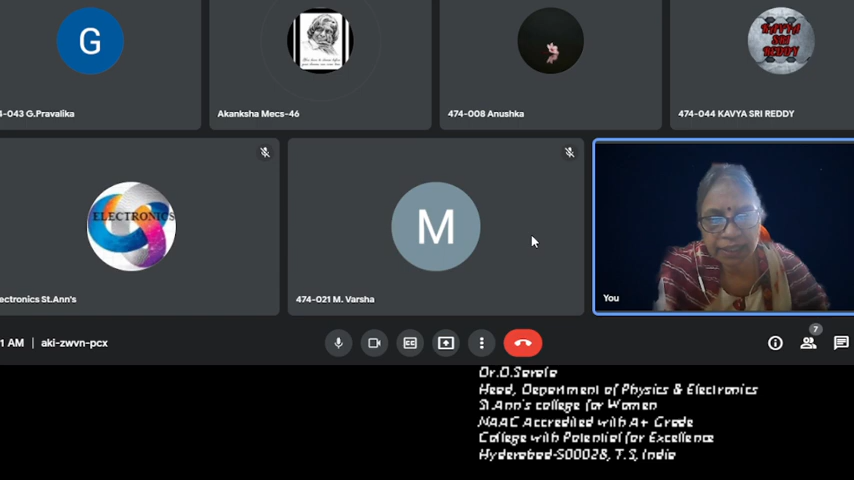 G
4-043 G.Pravalika
Akanksha Mecs-46
474-008 Anushka
KAVYA
SRI
REDDY
474-044 KAVYA SRI REDDY
ELECTRONICS
ectronics St.Ann's
M
474-021 M. Varsha
You
1 AM | aki-zwvn-pcx
CC
7
Head, Department of Physics & Electronics
St.Ann's college for Women
NAAC Accredited with A+ Grade
College with Potential for Excellence
Hyderabad-500028, T.S, India